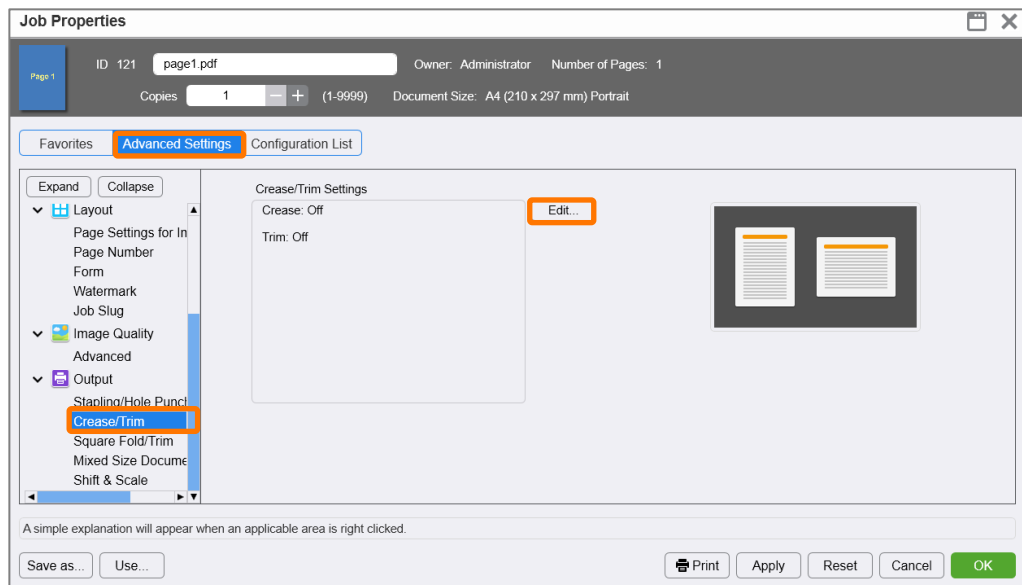 Job Properties
Page 1
ID 121 page1.pdf Owner: Administrator Number of Pages: 1
Copies 1 (1-9999) Document Size: A4 (210 x 297 mm) Portrait
Favorites Advanced Settings Configuration List
Expand Collapse
Layout
Page Settings for In
Page Number
Form
Watermark
Job Slug
Image Quality
Advanced
Output
Stapling/Hole Punch
Crease/Trim
Square Fold/Trim
Mixed Size Docume
Shift & Scale
Crease/Trim Settings
Crease: Off
Trim: Off
Edit...
A simple explanation will appear when an applicable area is right clicked.
Save as... Use... Print Apply Reset Cancel OK